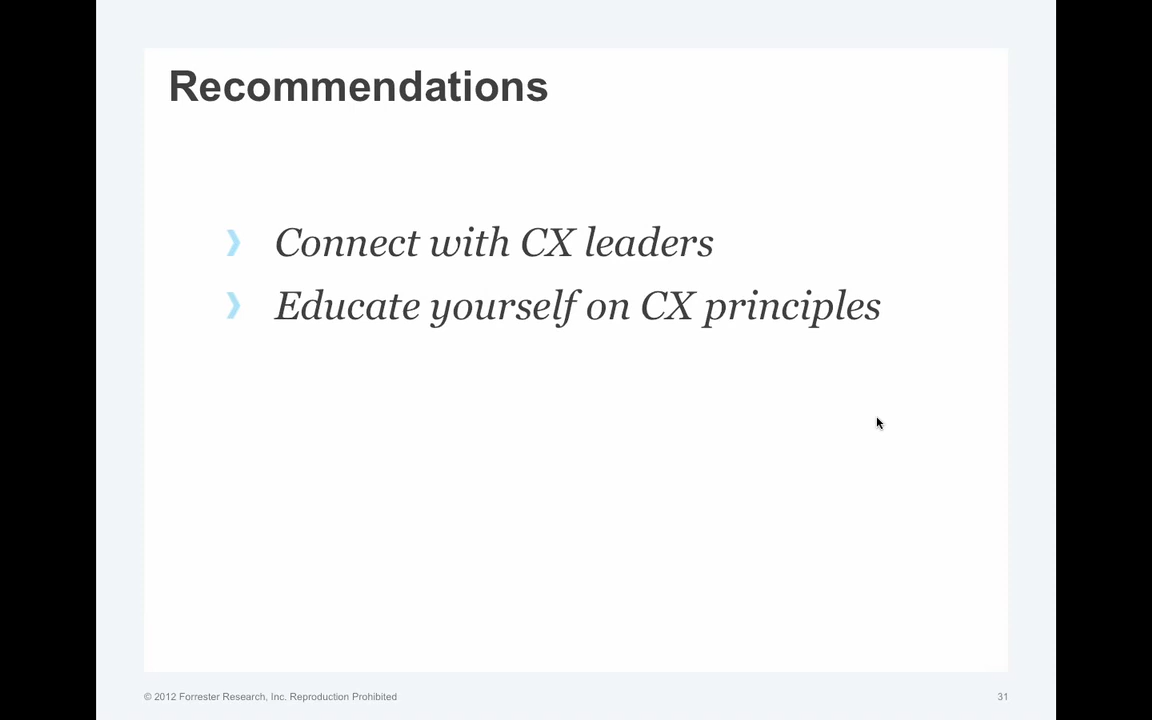 Recommendations
Connect with CX leaders
Educate yourself on CX principles
© 2012 Forrester Research, Inc. Reproduction Prohibited
31